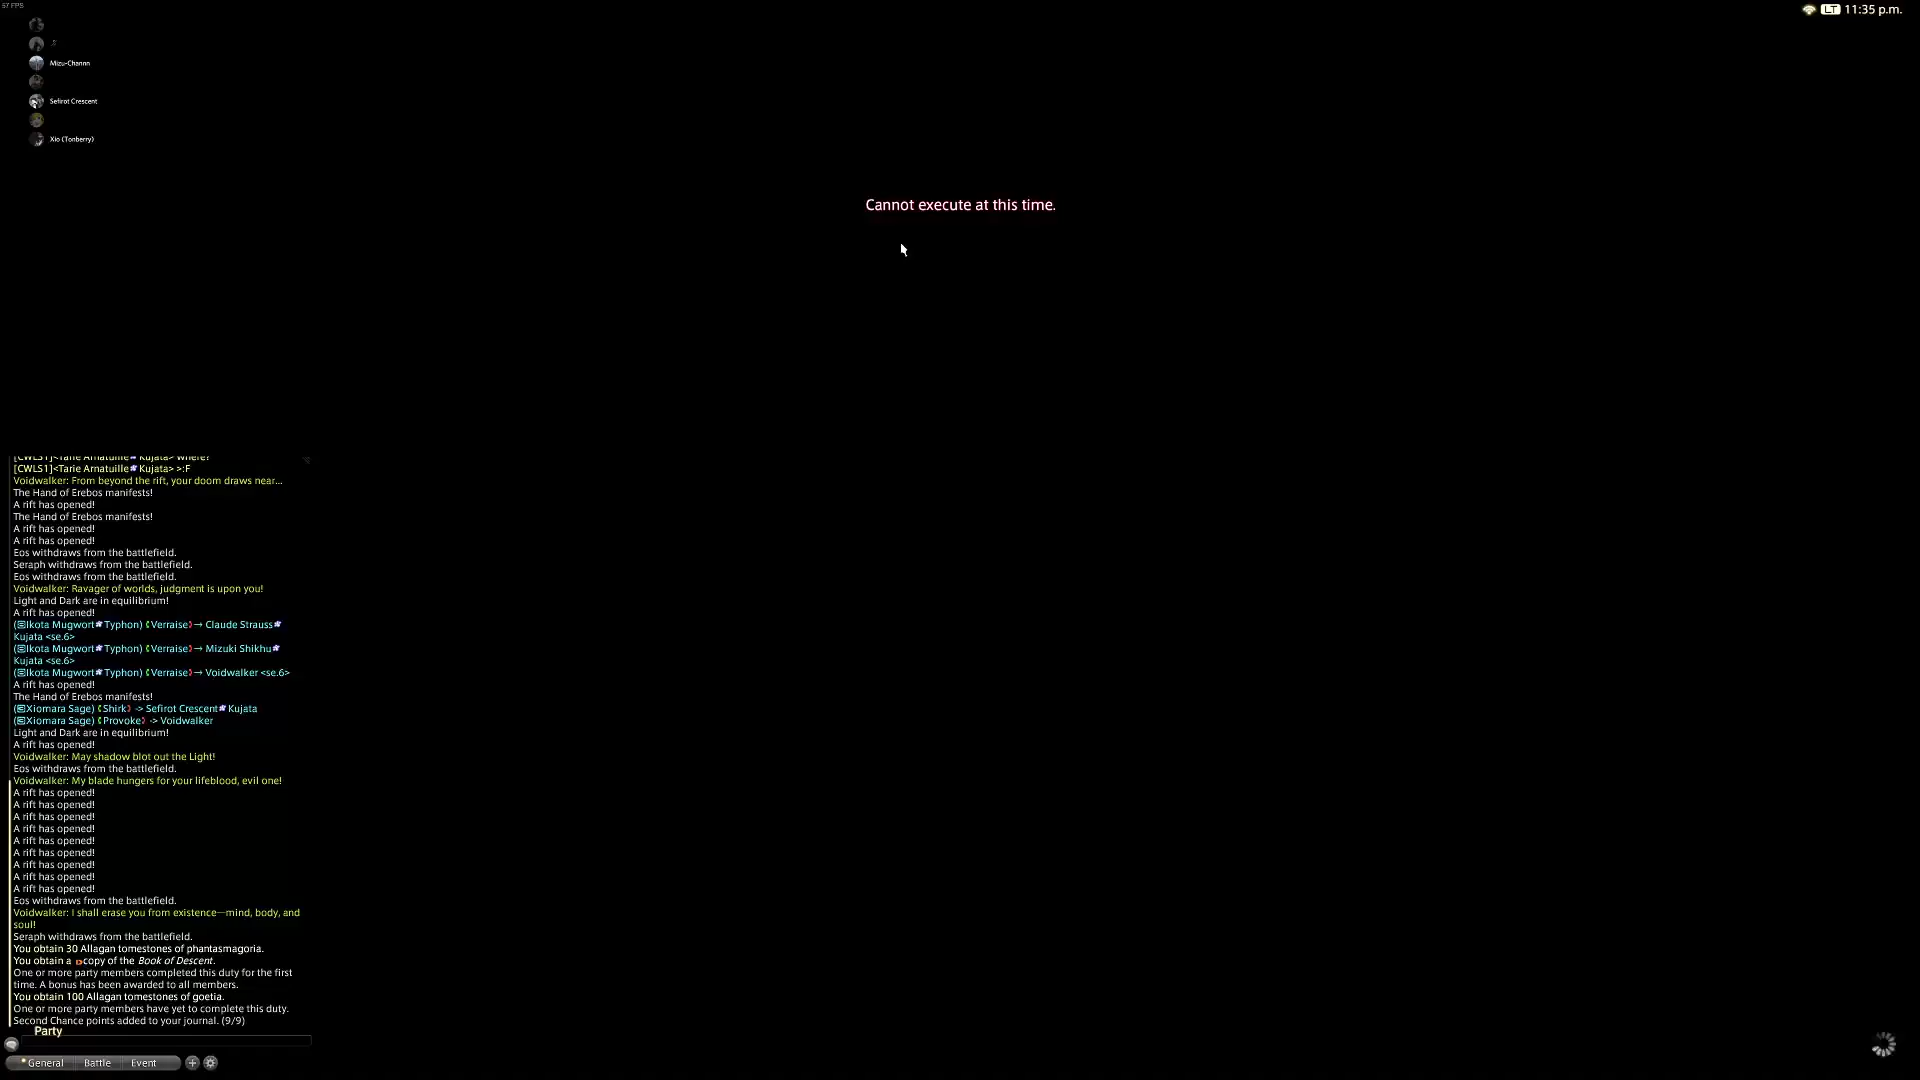 57 FPS
LT 11:35 p.m.
Mizu-Channn
Sefirot Crescent
Xio (Tonberry)
Cannot execute at this time.
[CWLS1]<Tarie Arnatuille Kujata> where?
[CWLS1]<Tarie Arnatuille Kujata> >:F
Voidwalker: From beyond the rift, your doom draws near...
The Hand of Erebos manifests!
A rift has opened!
The Hand of Erebos manifests!
A rift has opened!
A rift has opened!
Eos withdraws from the battlefield.
Seraph withdraws from the battlefield.
Eos withdraws from the battlefield.
Voidwalker: Ravager of worlds, judgment is upon you!
Light and Dark are in equilibrium!
A rift has opened!
(Ikota Mugwort Typhon) (Verraise)→ Claude Strauss
Kujata <se.6>
(Ikota Mugwort Typhon) (Verraise)→ Mizuki Shikhu
Kujata <se.6>
(Ikota Mugwort Typhon) (Verraise)→ Voidwalker <se.6>
A rift has opened!
The Hand of Erebos manifests!
(Xiomara Sage) (Shirk) -> Sefirot Crescent Kujata
(Xiomara Sage) (Provoke) -> Voidwalker
Light and Dark are in equilibrium!
A rift has opened!
Voidwalker: May shadow blot out the Light!
Eos withdraws from the battlefield.
Voidwalker: My blade hungers for your lifeblood, evil one!
A rift has opened!
A rift has opened!
A rift has opened!
A rift has opened!
A rift has opened!
A rift has opened!
A rift has opened!
A rift has opened!
A rift has opened!
Eos withdraws from the battlefield.
Voidwalker: I shall erase you from existence—mind, body, and
soul!
Seraph withdraws from the battlefield.
You obtain 30 Allagan tomestones of phantasmagoria.
You obtain a copy of the Book of Descent.
One or more party members completed this duty for the first
time. A bonus has been awarded to all members.
You obtain 100 Allagan tomestones of goetia.
One or more party members have yet to complete this duty.
Second Chance points added to your journal. (9/9)
Party
General Battle Event